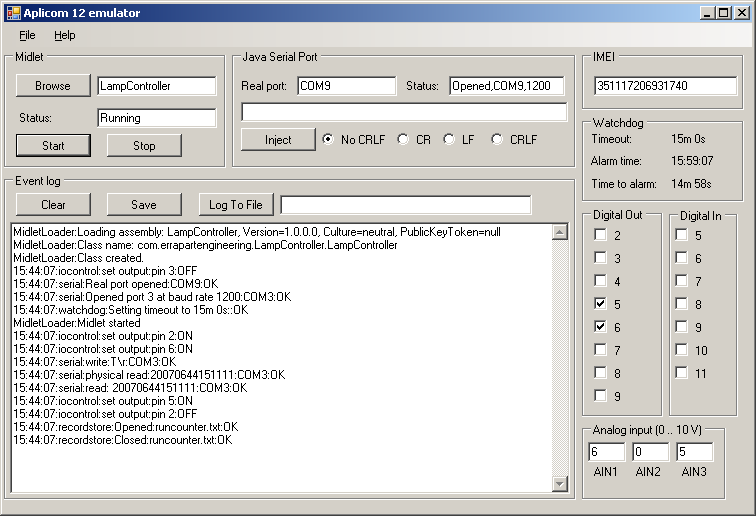 Aplicom 12 emulator
File Help
Midlet
Browse LampController
Status: Running
Start Stop
Java Serial Port
Real port: COM9 Status: Opened,COM9,1200
Inject No CRLF CR LF CRLF
IMEI
351117206931740
Watchdog
Timeout: 15m 0s
Alarm time: 15:59:07
Time to alarm: 14m 58s
Event log
Clear Save Log To File
MidletLoader:Loading assembly: LampController, Version=1.0.0.0, Culture=neutral, PublicKeyToken=null
MidletLoader:Class name: com.errapartengineering.LampController.LampController
MidletLoader:Class created.
15:44:07:iocontrol:set output:pin 3:OFF
15:44:07:serial:Real port opened:COM9:OK
15:44:07:serial:Opened port 3 at baud rate 1200:COM3:OK
15:44:07:watchdog:Setting timeout to 15m 0s::OK
MidletLoader:Midlet started
15:44:07:iocontrol:set output:pin 2:ON
15:44:07:iocontrol:set output:pin 6:ON
15:44:07:serial:write:T\r:COM3:OK
15:44:07:serial:physical read:20070644151111:COM3:OK
15:44:07:serial:read: 20070644151111:COM3:OK
15:44:07:iocontrol:set output:pin 5:ON
15:44:07:iocontrol:set output:pin 2:OFF
15:44:07:recordstore:Opened:runcounter.txt:OK
15:44:07:recordstore:Closed:runcounter.txt:OK
Digital Out
2
3
4
5
6
7
8
9
Digital In
5
6
7
8
9
10
11
Analog input (0 .. 10 V)
6 0 5
AIN1 AIN2 AIN3